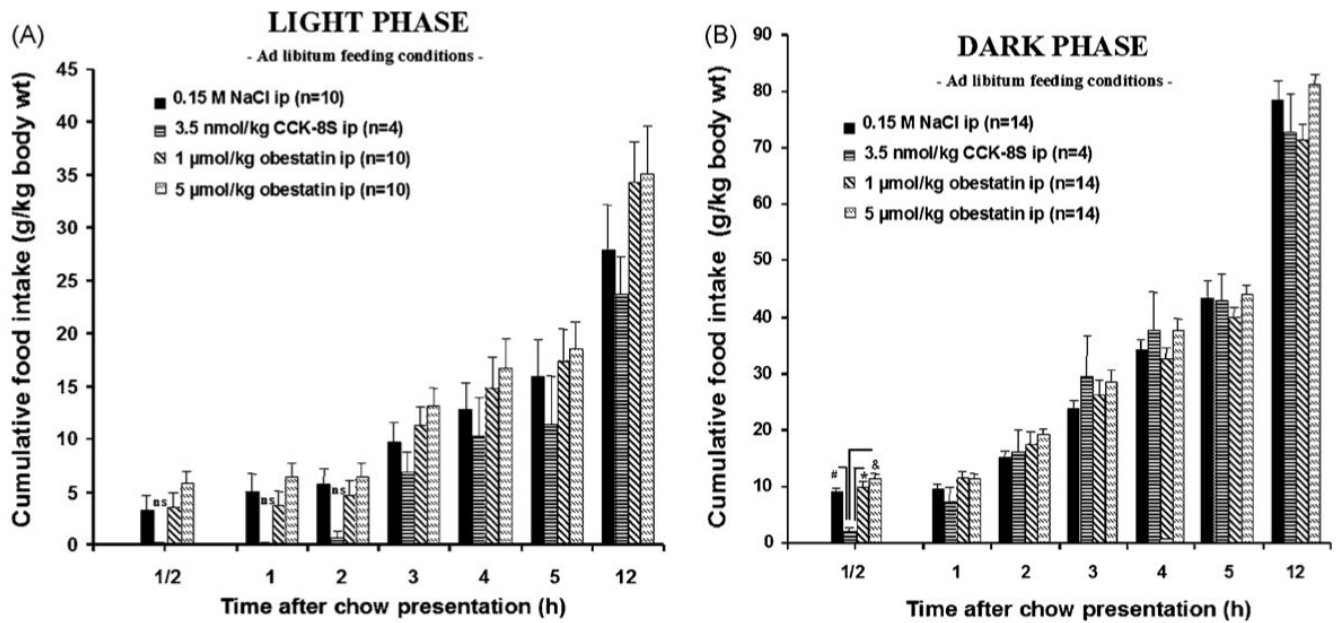 (A)
LIGHT PHASE
- Ad libitum feeding conditions -
Cumulative food intake (g/kg body wt)
45
40
35
30
25
20
15
10
5
0
0.15 M NaCl ip (n=10)
3.5 nmol/kg CCK-8S ip (n=4)
1 µmol/kg obestatin ip (n=10)
5 µmol/kg obestatin ip (n=10)
ns
ns
ns
1/2 1 2 3 4 5 12
Time after chow presentation (h)
(B)
DARK PHASE
- Ad libitum feeding conditions -
Cumulative food intake (g/kg body wt)
90
80
70
60
50
40
30
20
10
0
0.15 M NaCl ip (n=14)
3.5 nmol/kg CCK-8S ip (n=4)
1 µmol/kg obestatin ip (n=14)
5 µmol/kg obestatin ip (n=14)
# * &
1/2 1 2 3 4 5 12
Time after chow presentation (h)